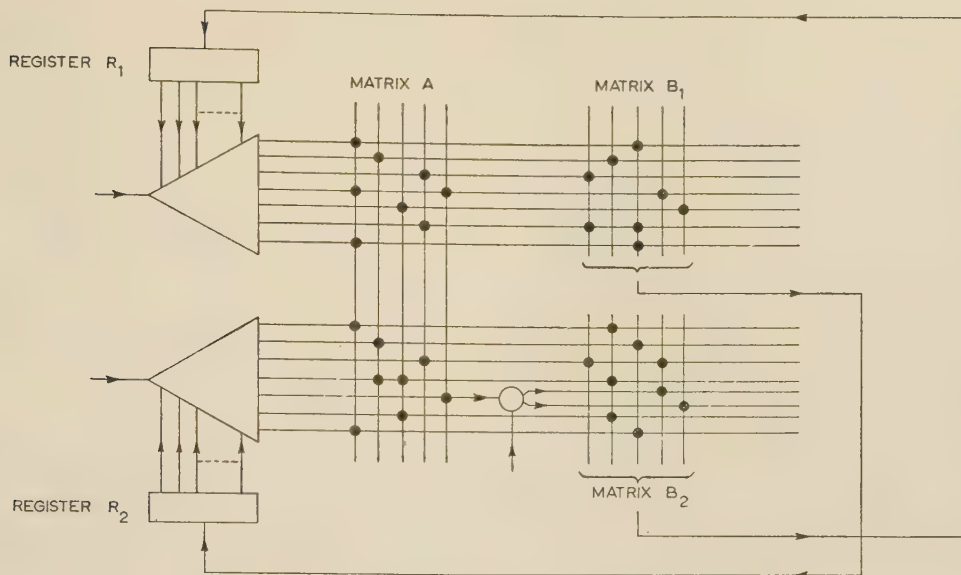 REGISTER R1
MATRIX A
MATRIX B1
REGISTER R2
MATRIX B2